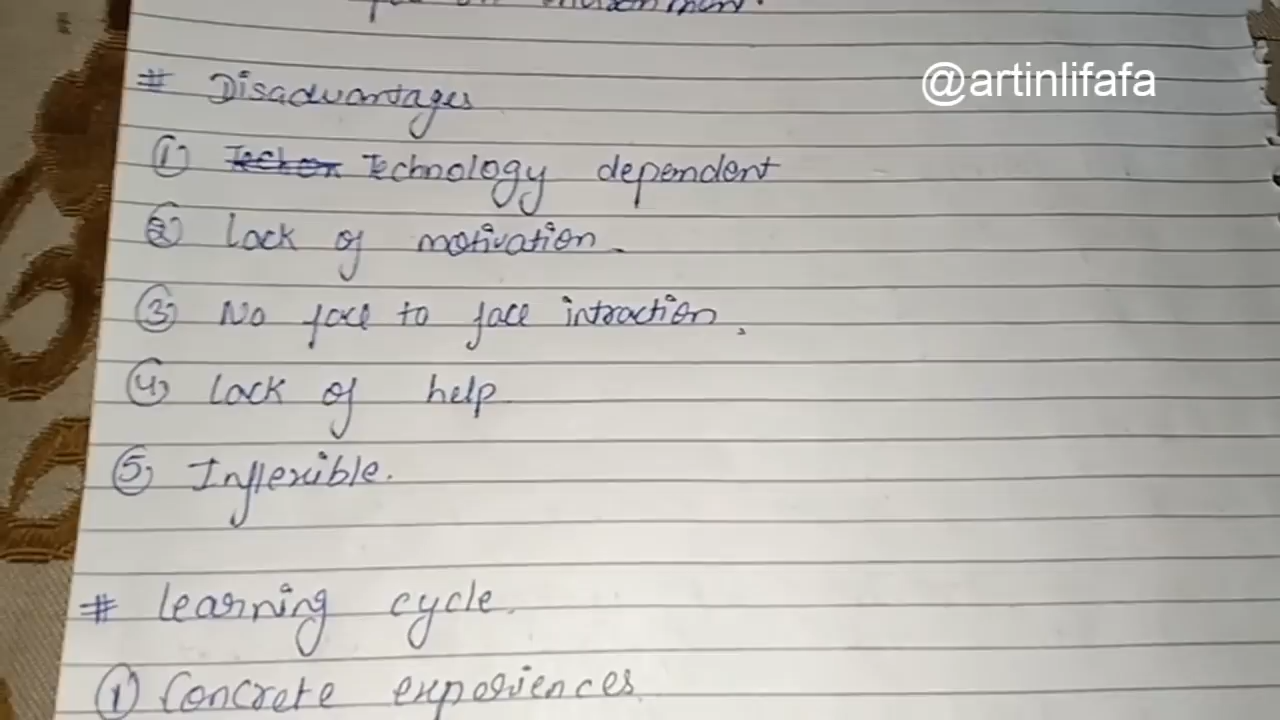 @artinlifafa
# Disadvantages
① Technology dependent
② Lack of motivation.
③ No face to face intraction.
④ Lack of help
⑤ Inflexible.
# Learning cycle
① Concrete experiences